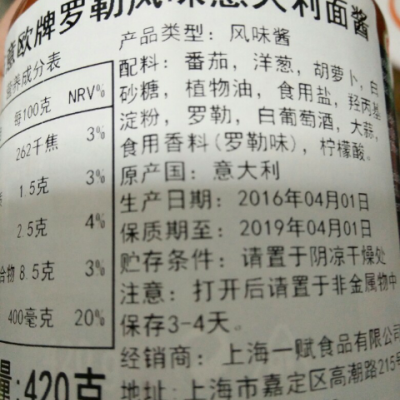 欧牌罗勒风味意大利面酱
产品类型：风味酱
配料：番茄，洋葱，胡萝卜，白
砂糖，植物油，食用盐，羟丙基
淀粉，罗勒，白葡萄酒，大蒜，
食用香料(罗勒味)，柠檬酸。
原产国：意大利
生产日期：2016年04月01日
保质期至：2019年04月01日
贮存条件：请置于阴凉干燥处
注意：打开后请置于非金属物中
保存3-4天。
经销商：上海一赋食品有限公司
地址:上海市嘉定区高潮路215号
养成分表
每100克 NRV%
262千焦 3%
1.5克 3%
2.5克 4%
合物 8.5克 3%
400毫克 20%
量:420克